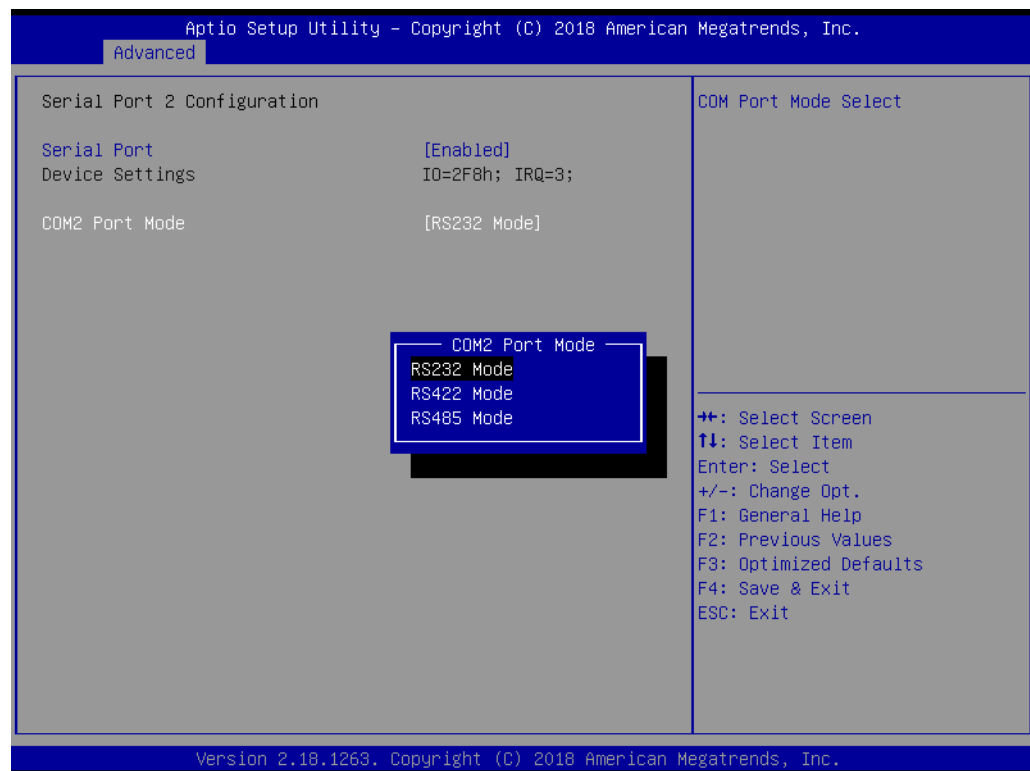 Aptio Setup Utility – Copyright (C) 2018 American Megatrends, Inc.
Advanced
Serial Port 2 Configuration
Serial Port [Enabled]
Device Settings IO=2F8h; IRQ=3;
COM2 Port Mode [RS232 Mode]
COM2 Port Mode
RS232 Mode
RS422 Mode
RS485 Mode
COM Port Mode Select
→←: Select Screen
↑↓: Select Item
Enter: Select
+/-: Change Opt.
F1: General Help
F2: Previous Values
F3: Optimized Defaults
F4: Save & Exit
ESC: Exit
Version 2.18.1263. Copyright (C) 2018 American Megatrends, Inc.